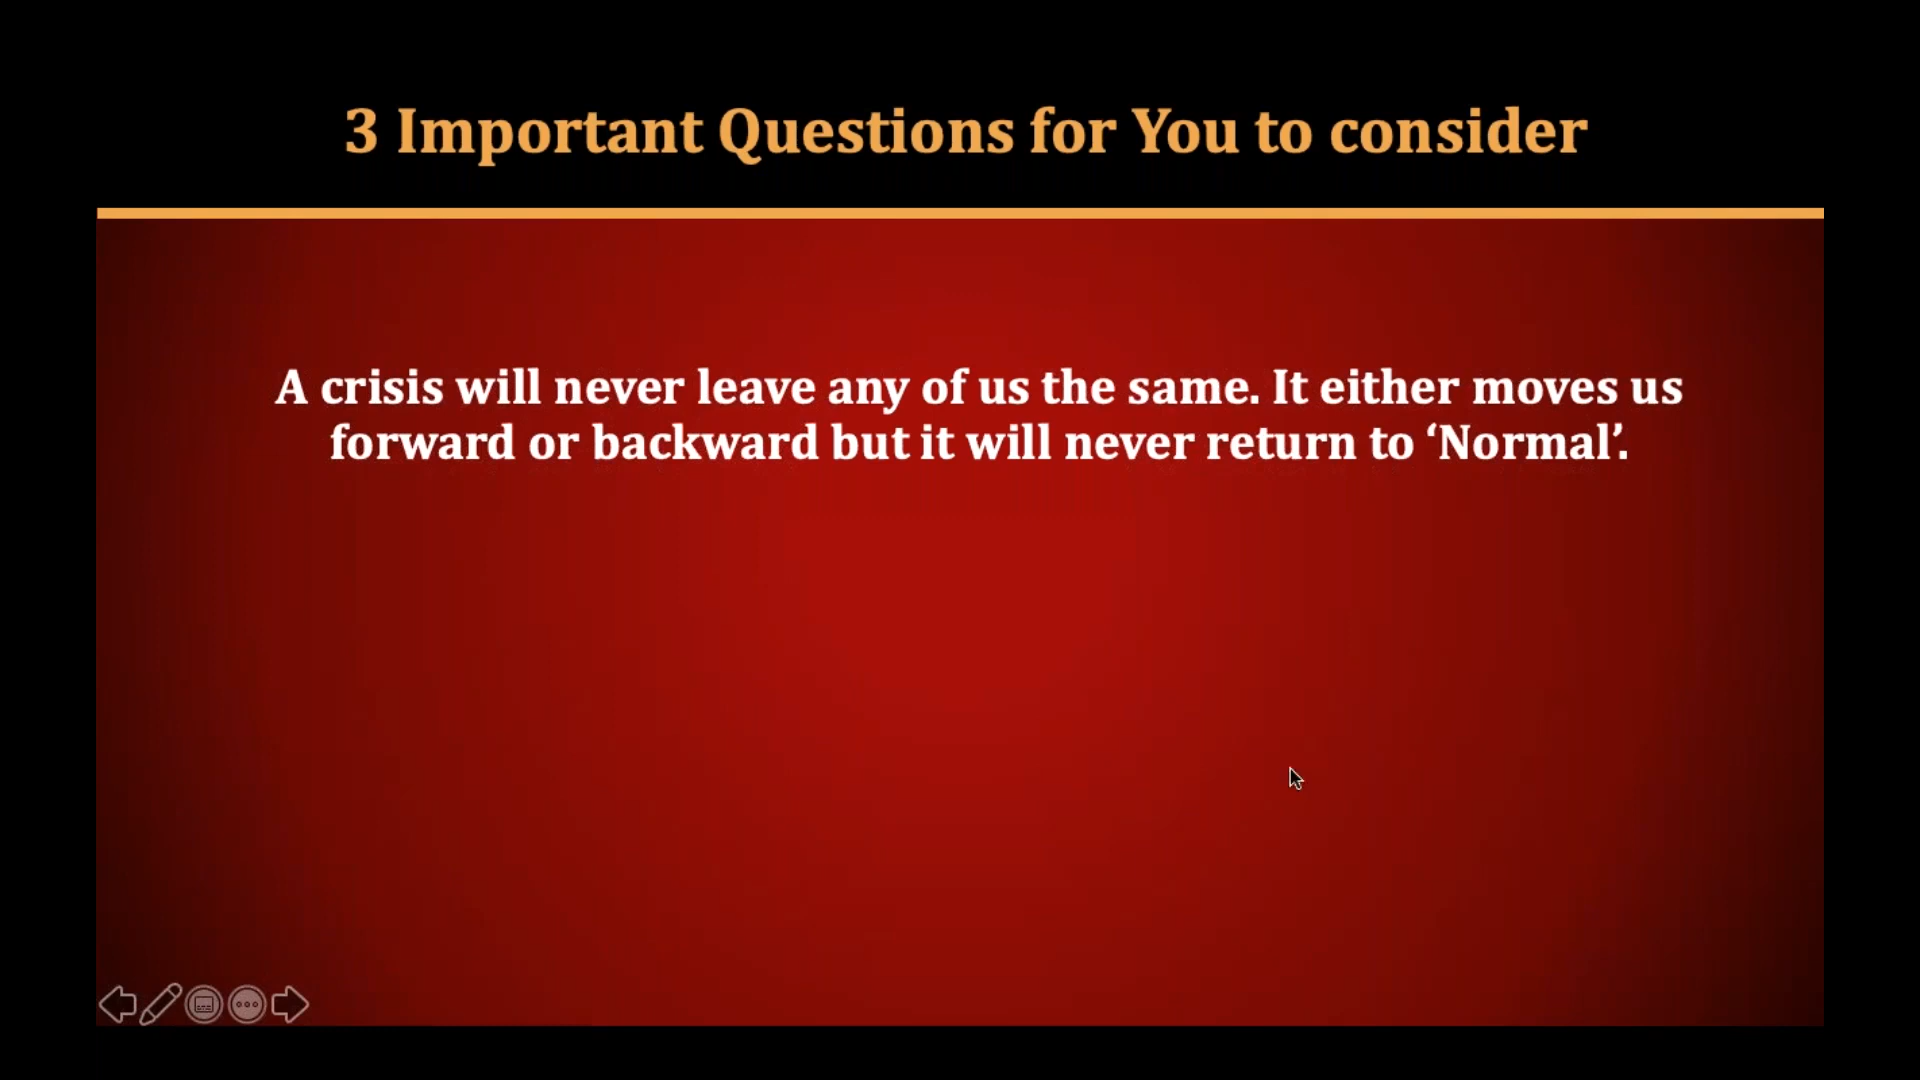 3 Important Questions for You to consider
A crisis will never leave any of us the same. It either moves us
forward or backward but it will never return to ‘Normal’.